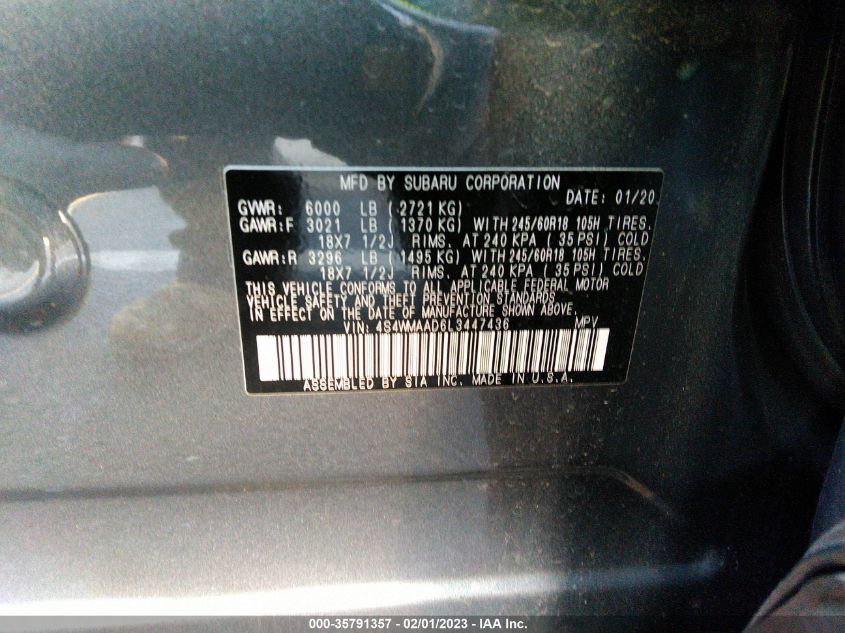 MFD BY SUBARU CORPORATION
DATE: 01/20
GVWR: 6000 LB ( 2721 KG)
GAWR:F 3021 LB ( 1370 KG) WITH 245/60R18 105H TIRES.
18X7 1/2J RIMS. AT 240 KPA ( 35 PSI) COLD
GAWR:R 3296 LB ( 1495 KG) WITH 245/60R18 105H TIRES.
18X7 1/2J RIMS. AT 240 KPA ( 35 PSI) COLD
THIS VEHICLE CONFORMS TO ALL APPLICABLE FEDERAL MOTOR
VEHICLE SAFETY AND THEFT PREVENTION STANDARDS
IN EFFECT ON THE DATE OF MANUFACTURE SHOWN ABOVE.
VIN: 4S4WMAAD6L3447436 MPV
ASSEMBLED BY SIA INC. MADE IN U.S.A.
000-35791357 - 02/01/2023 - IAA Inc.